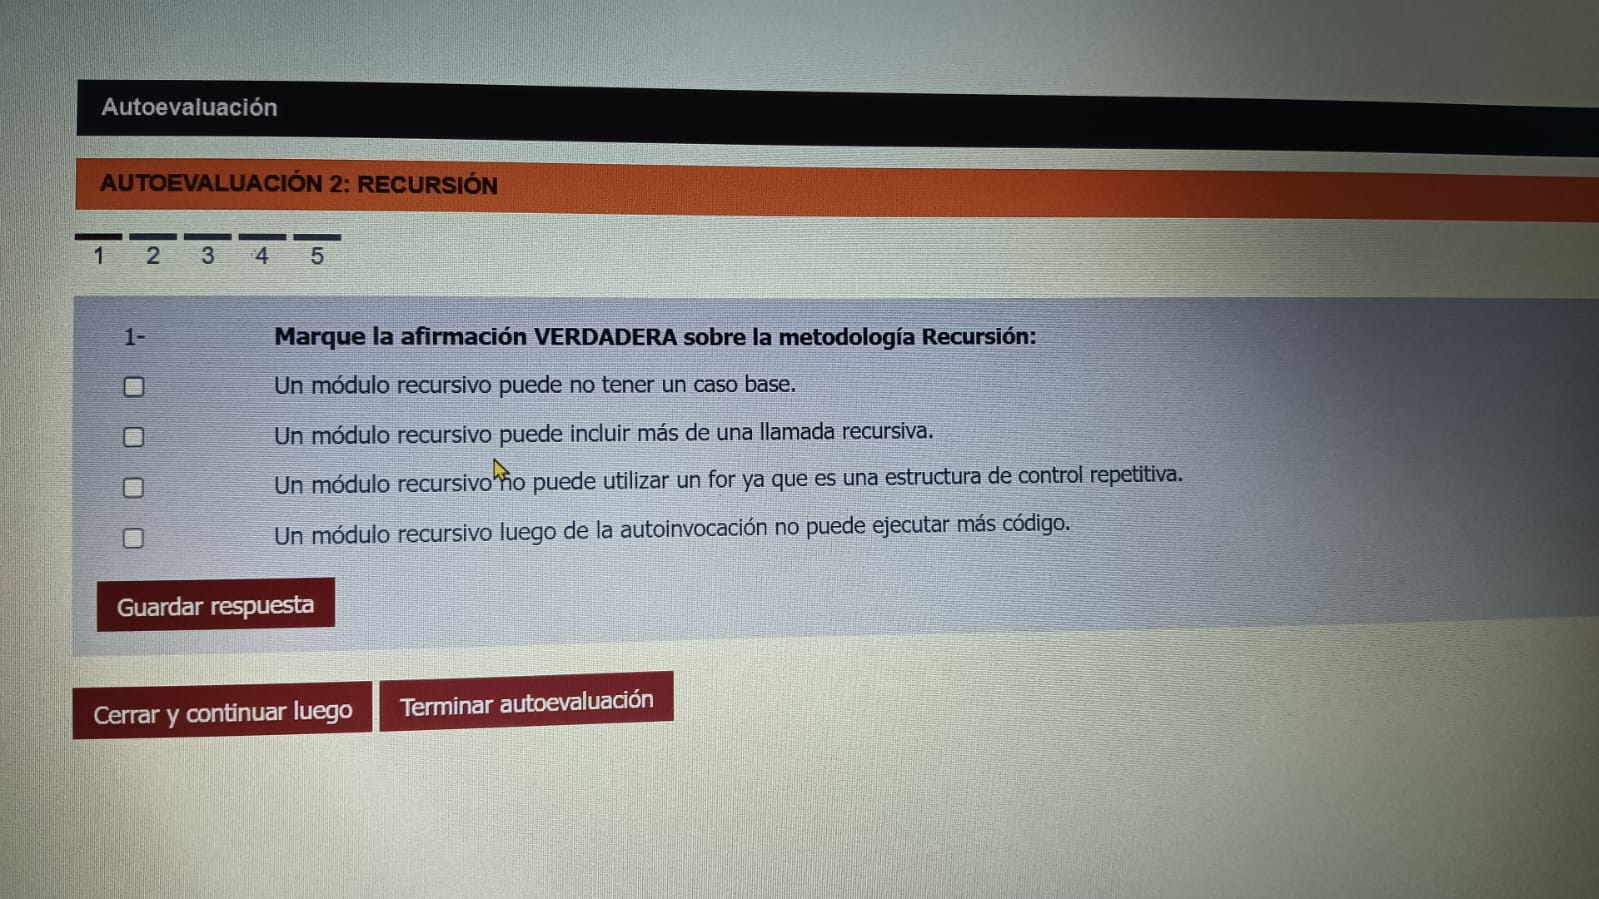 Autoevaluación
AUTOEVALUACIÓN 2: RECURSIÓN
1 2 3 4 5
1- Marque la afirmación VERDADERA sobre la metodología Recursión:
Un módulo recursivo puede no tener un caso base.
Un módulo recursivo puede incluir más de una llamada recursiva.
Un módulo recursivo no puede utilizar un for ya que es una estructura de control repetitiva.
Un módulo recursivo luego de la autoinvocación no puede ejecutar más código.
Guardar respuesta
Cerrar y continuar luego Terminar autoevaluación